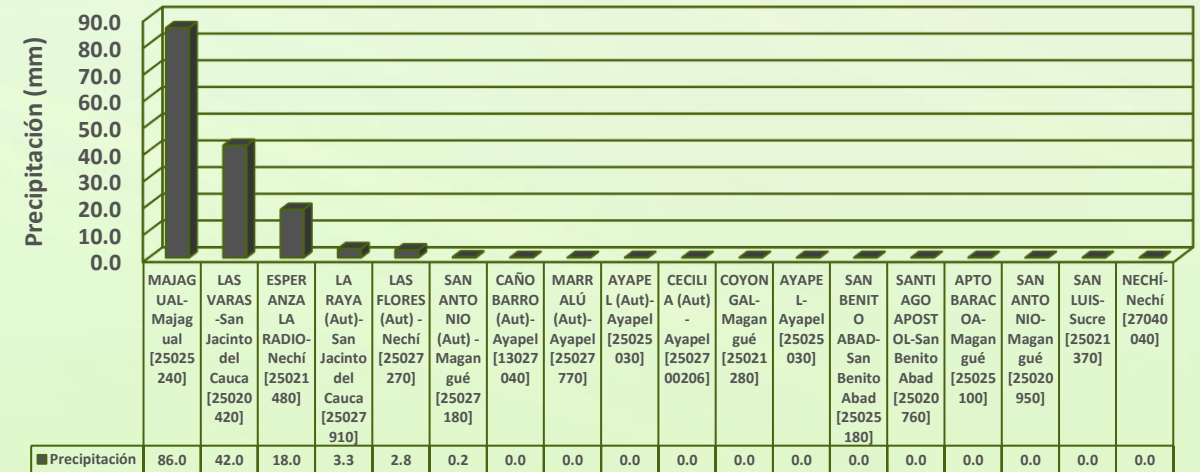 Precipitación (mm)
90.0
80.0
70.0
60.0
50.0
40.0
30.0
20.0
10.0
0.0
MAJAG
UAL-
Majag
ual
[25025
240]
LAS
VARAS
-San
Jacinto
del
Cauca
[25020
420]
ESPER
ANZA
LA
RADIO-
Nechí
[25021
480]
LA
RAYA
(Aut)-
San
Jacinto
del
Cauca
[25027
910]
LAS
FLORES
(Aut) -
Nechí
[25027
270]
SAN
ANTO
NIO
(Aut) -
Magan
gué
[25027
180]
CAÑO
BARRO
(Aut)-
Ayapel
[13027
040]
MARR
ALÚ
(Aut)-
Ayapel
[25027
770]
AYAPE
L (Aut)-
Ayapel
[25025
030]
CECILI
A (Aut)
-
Ayapel
[25027
00206]
COYON
GAL-
Magan
gué
[25021
280]
AYAPE
L-
Ayapel
[25025
030]
SAN
BENIT
O
ABAD-
San
Benito
Abad
[25025
180]
SANTI
AGO
APOST
OL-San
Benito
Abad
[25020
760]
APTO
BARAC
OA-
Magan
gué
[25025
100]
SAN
ANTO
NIO-
Magan
gué
[25020
950]
SAN
LUIS-
Sucre
[25021
370]
NECHÍ-
Nechí
[27040
040]
Precipitación 86.0 42.0 18.0 3.3 2.8 0.2 0.0 0.0 0.0 0.0 0.0 0.0 0.0 0.0 0.0 0.0 0.0 0.0